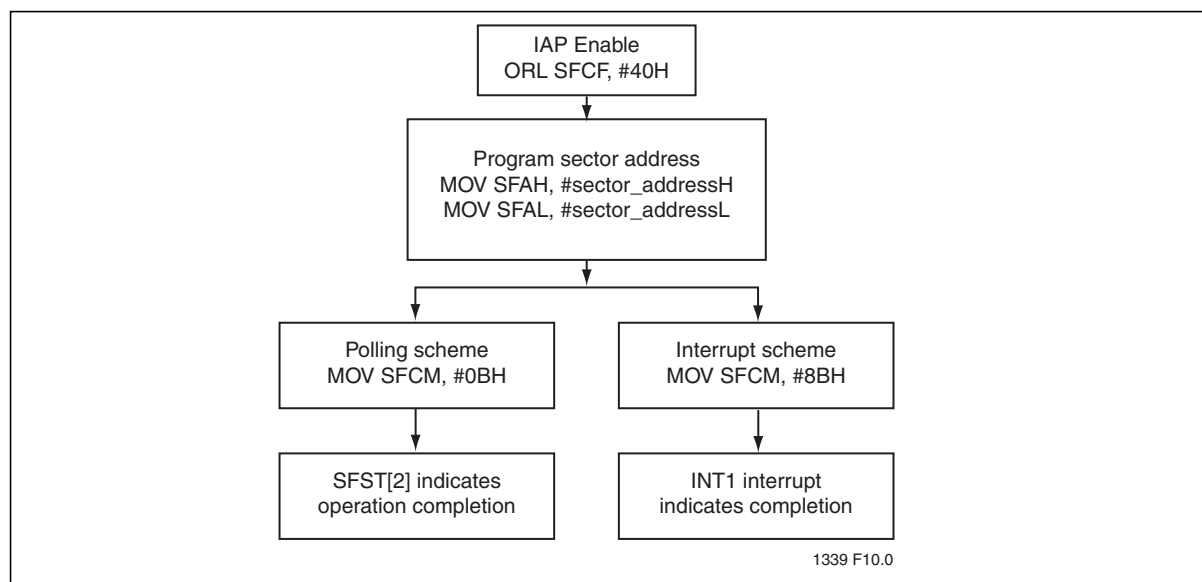 IAP Enable
ORL SFCF, #40H
Program sector address
MOV SFAH, #sector_addressH
MOV SFAL, #sector_addressL
Polling scheme
MOV SFCM, #0BH
Interrupt scheme
MOV SFCM, #8BH
SFST[2] indicates
operation completion
INT1 interrupt
indicates completion
1339 F10.0